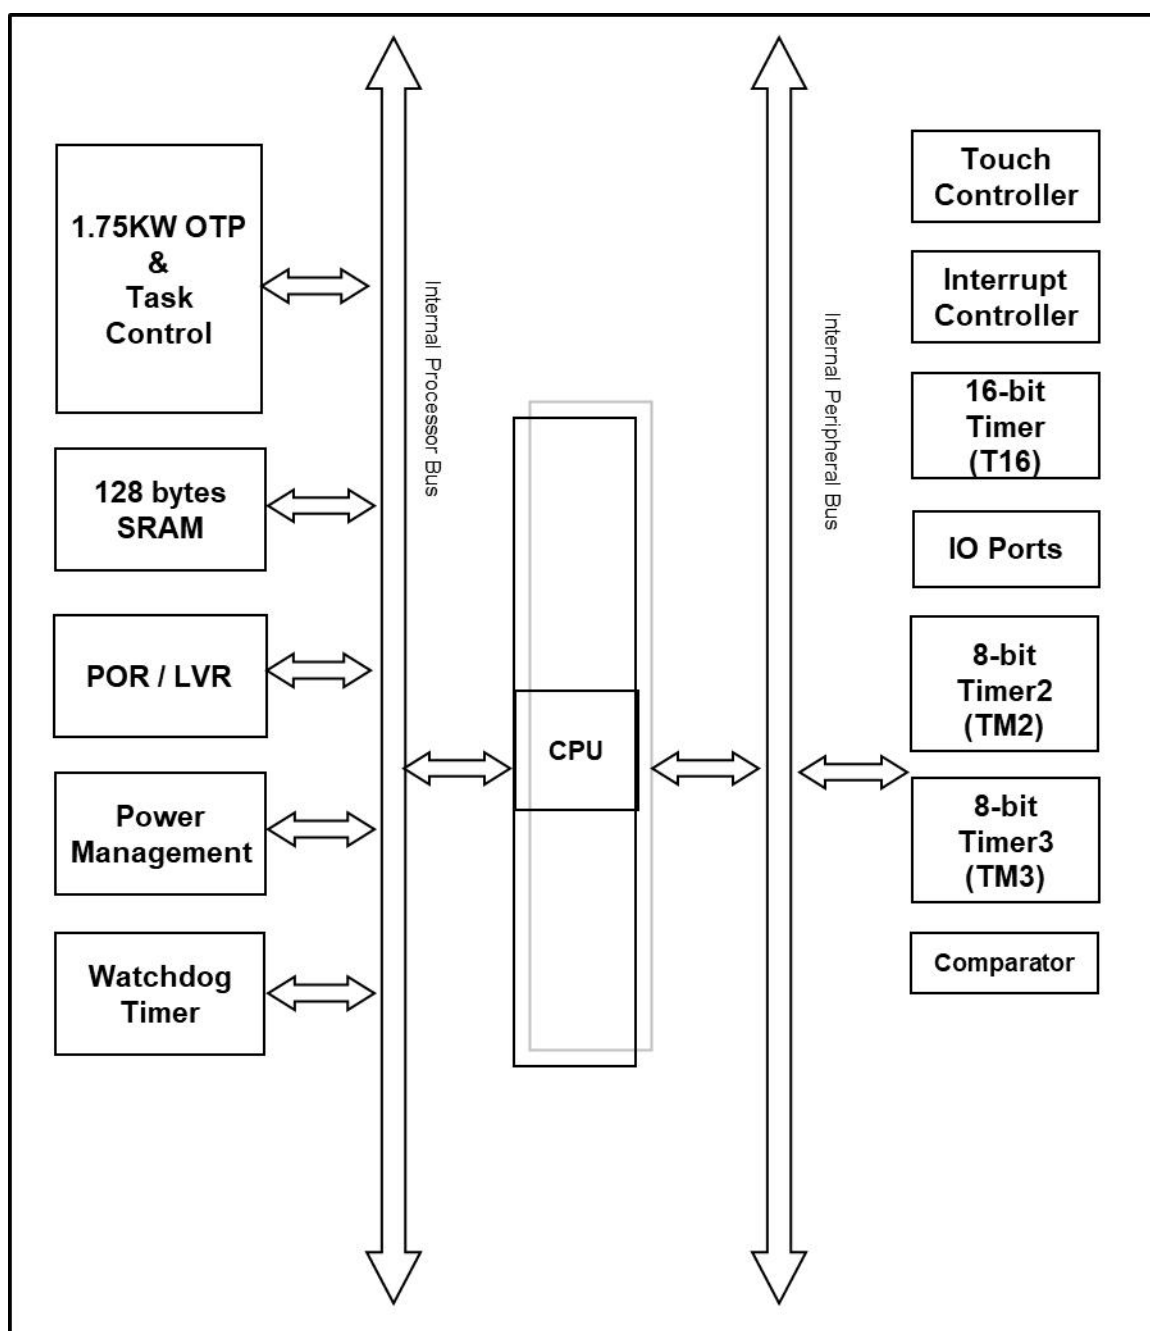 1.75KW OTP
&
Task
Control
128 bytes
SRAM
POR / LVR
Power
Management
Watchdog
Timer
Internal Processor Bus
CPU
Internal Peripheral Bus
Touch
Controller
Interrupt
Controller
16-bit
Timer
(T16)
IO Ports
8-bit
Timer2
(TM2)
8-bit
Timer3
(TM3)
Comparator